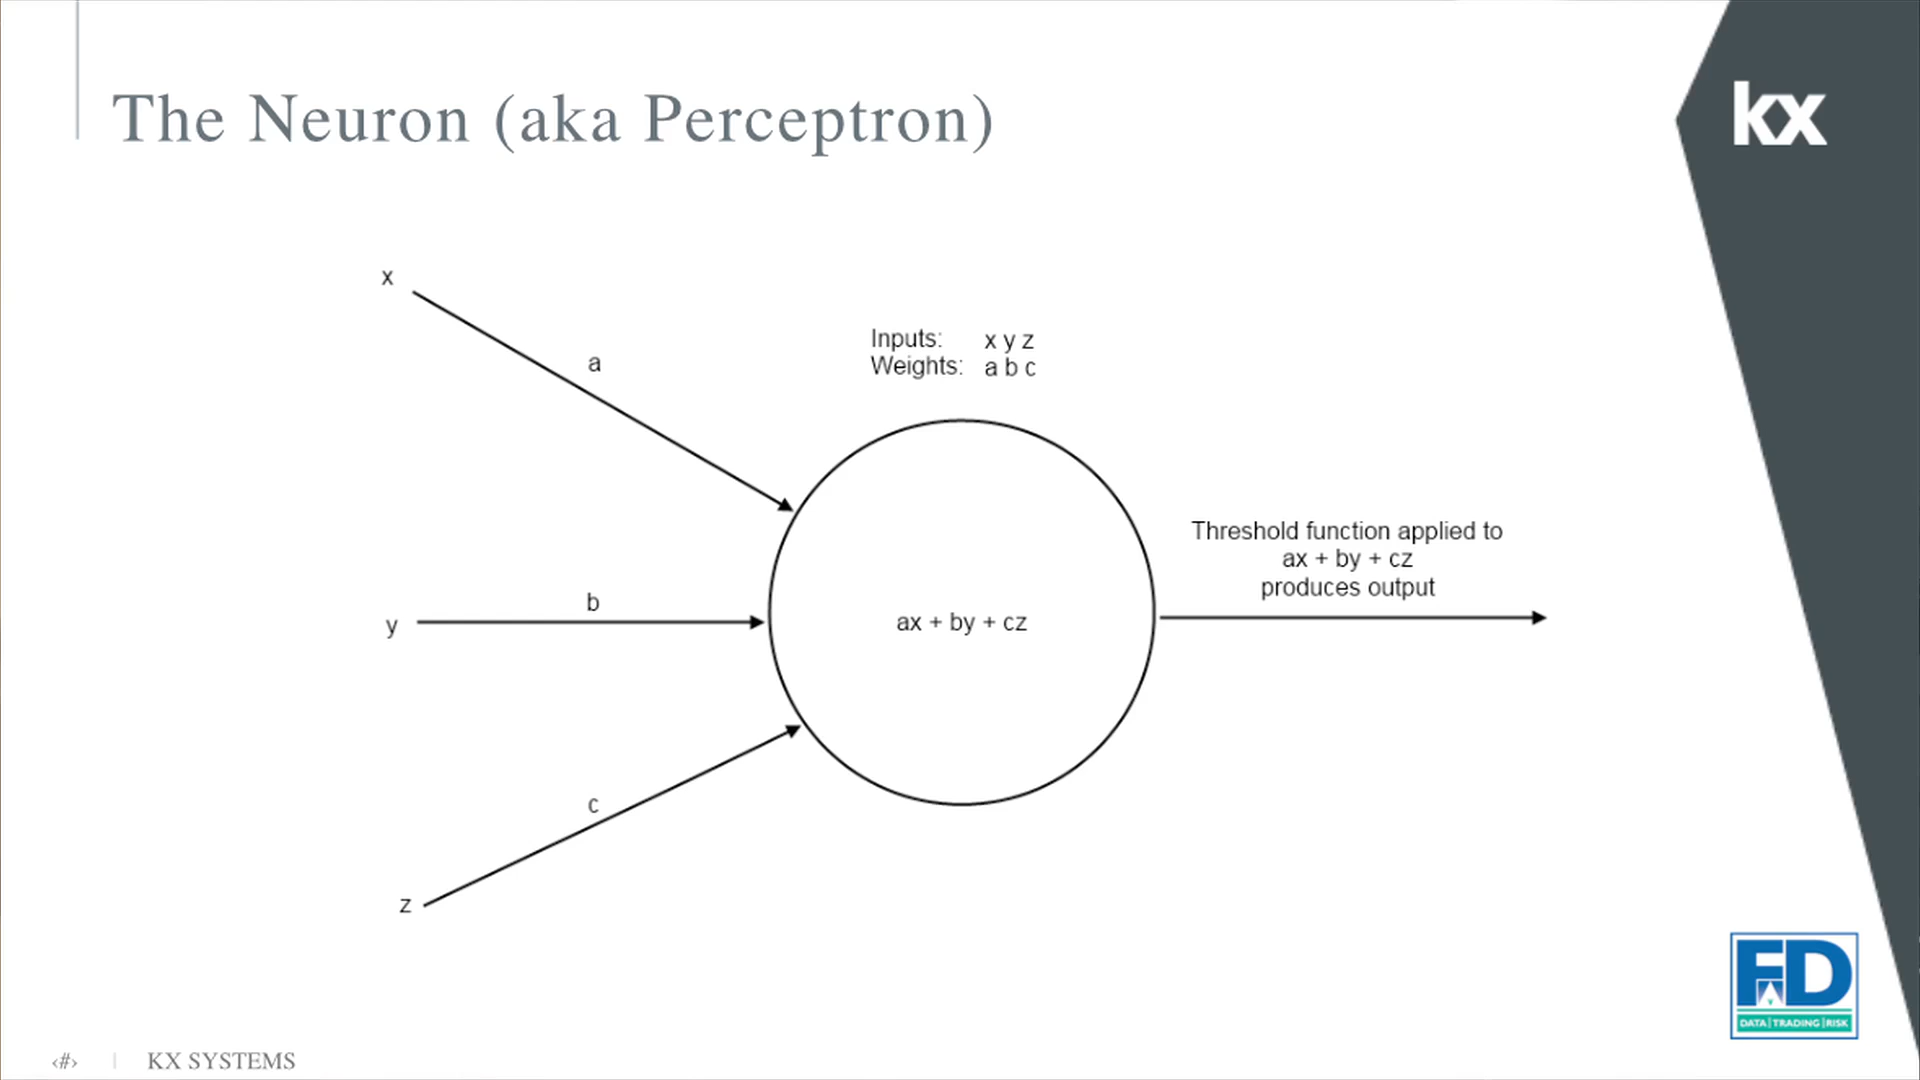 The Neuron (aka Perceptron)
kx
x
a
Inputs: x y z
Weights: a b c
Threshold function applied to
ax + by + cz
produces output
b
y
ax + by + cz
c
z
FD
DATA|TRADING|RISK
‹#› | KX SYSTEMS